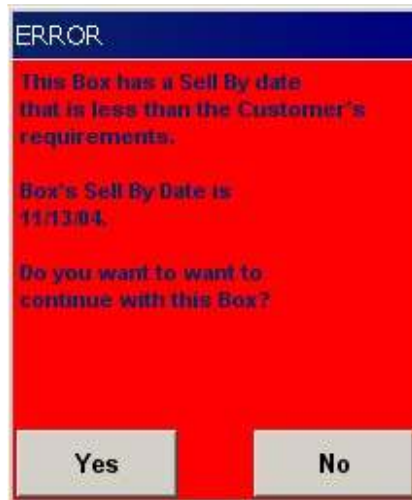 ERROR
This Box has a Sell By date
that is less than the Customer's
requirements.
Box's Sell By Date is
11/13/04.
Do you want to want to
continue with this Box?
Yes
No